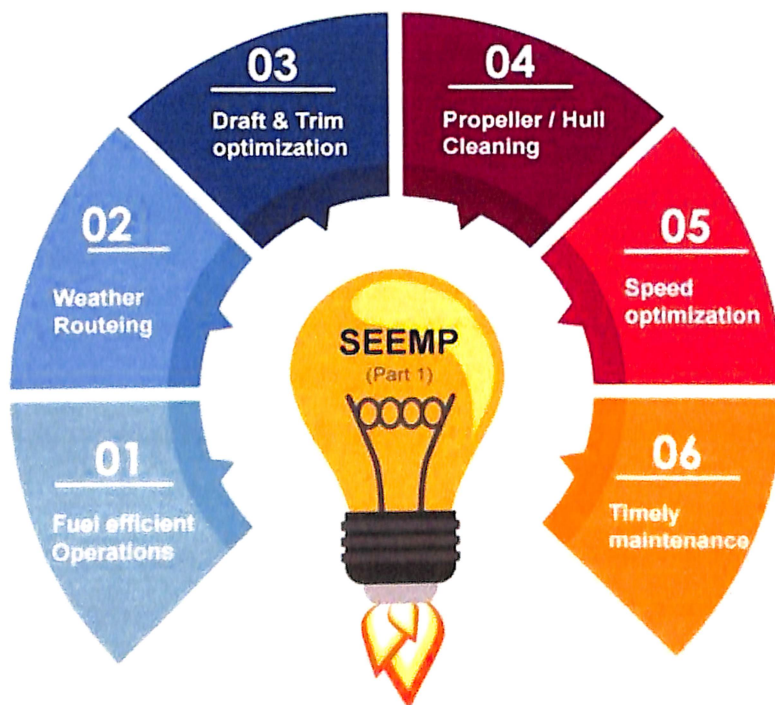 01
Fuel efficient
Operations
02
Weather
Routeing
03
Draft & Trim
optimization
04
Propeller / Hull
Cleaning
05
Speed
optimization
06
Timely
maintenance
SEEMP
(Part 1)